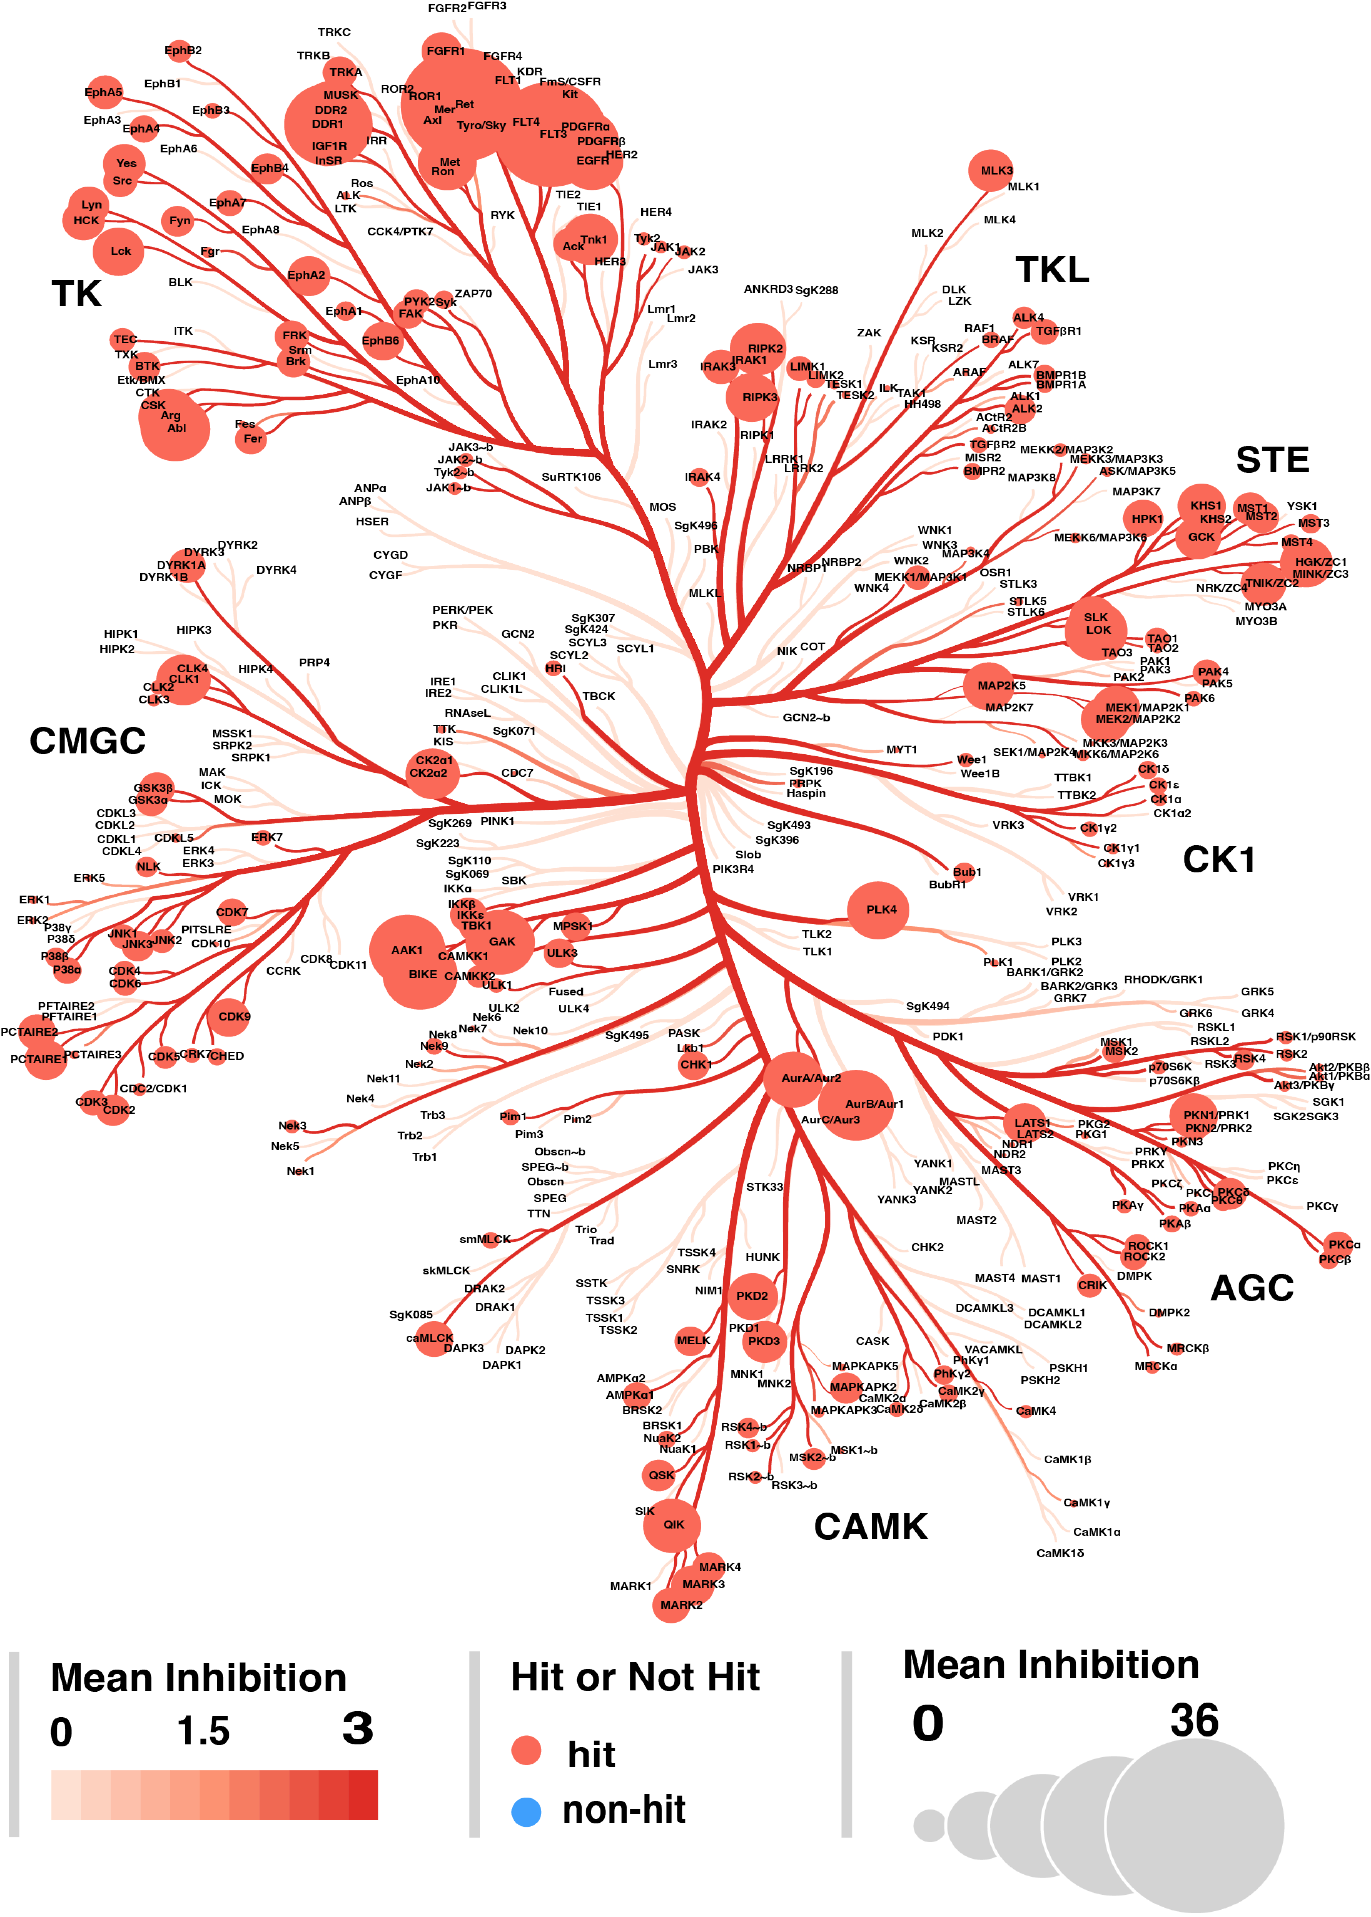 FGFR2 FGFR3
TRKC
EphB2
TRKB
FGFR1
FGFR4
TRKA
KDR
FLT1
FmS/CSFR
EphB1
ROR2
Kit
EphA5
MUSK
ROR1
Ret
EphB3
DDR2
Mer
EphA3
EphA4
DDR1
Axl
Tyro/Sky
FLT4
FLT3
PDGFRα
IRR
PDGFRβ
EphA6
IGF1R
HER2
Yes
InSR
Met
EGFR
Src
EphB4
Ron
Ros
ALK
TIE2
Lyn
EphA7
LTK
TIE1
HCK
Fyn
RYK
HER4
EphA8
CCK4/PTK7
Tyk2
Lck
Fgr
Ack
Tnk1
JAK1
JAK2
HER3
JAK3
BLK
EphA2
TK
PYK2
Syk
ZAP70
EphA1
FAK
Lmr1
Lmr2
TEC
ITK
FRK
EphB6
TXK
Srm
BTK
Brk
Lmr3
Etk/BMX
EphA10
CTK
CSK
Arg
Abl
Fes
Fer
JAK3~b
JAK2~b
Tyk2~b
JAK1~b
SuRTK106
ANPα
ANPβ
HSER
CYGD
CYGF
MLK3
MLK1
MLK4
MLK2
TKL
ANKRD3
SgK288
DLK
LZK
ZAK
RAF1
ALK4
TGFβR1
KSR
BRAF
KSR2
RIPK2
IRAK1
IRAK3
LIMK1
LIMK2
TESK1
TESK2
ILK
TAK1
HH498
ARAF
ALK7
BMPR1B
BMPR1A
ALK1
ALK2
RIPK3
ACtR2
ACtR2B
IRAK2
RIPK1
TGFβR2
MISR2
BMPR2
LRRK1
LRRK2
IRAK4
MOS
SgK496
PBK
MLKL
NRBP1
NRBP2
MEKK2/MAP3K2
MEKK3/MAP3K3
ASK/MAP3K5
MAP3K8
MAP3K7
STE
WNK1
WNK3
WNK2
MAP3K4
MEKK6/MAP3K6
MEKK1/MAP3K1
WNK4
OSR1
STLK3
STLK5
STLK6
HPK1
KHS1
KHS2
GCK
MST1
MST2
YSK1
MST3
MST4
HGK/ZC1
MINK/ZC3
TNIK/ZC2
NRK/ZC4
MYO3A
MYO3B
SLK
LOK
TAO1
TAO2
TAO3
PAK1
PAK3
PAK2
PAK4
PAK5
PAK6
NIK
COT
MAP2K5
MAP2K7
MEK1/MAP2K1
MEK2/MAP2K2
MKK3/MAP2K3
SEK1/MAP2K4
MKK6/MAP2K6
GCN2~b
DYRK2
DYRK3
DYRK1A
DYRK1B
DYRK4
PERK/PEK
PKR
GCN2
SgK307
SgK424
SCYL3
SCYL2
SCYL1
HRI
HIPK1
HIPK3
HIPK2
HIPK4
PRP4
CLK4
CLK1
CLK2
CLK3
CLIK1
CLIK1L
IRE1
IRE2
TBCK
RNAseL
TTK
KIS
SgK071
CMGC
MSSK1
SRPK2
SRPK1
CK2α1
CK2α2
CDC7
MAK
ICK
MOK
GSK3β
GSK3α
CDKL3
CDKL2
CDKL1
CDKL5
CDKL4
ERK7
ERK4
ERK3
SgK269
PINK1
SgK223
NLK
ERK5
SgK110
SgK069
SBK
IKKα
ERK1
ERK2
P38γ
P38δ
CDK7
IKKβ
IKKε
TBK1
GAK
MPSK1
PITSLRE
JNK1
JNK3
JNK2
CDK10
P38β
P38α
CDK4
CDK6
CCRK
CDK8
CDK11
AAK1
BIKE
CAMKK1
CAMKK2
ULK3
ULK1
PFTAIRE2
PFTAIRE1
PCTAIRE2
PCTAIRE1
PCTAIRE3
CDK9
CDK5
CRK7
CHED
CDC2/CDK1
CDK3
CDK2
Fused
ULK2
ULK4
Nek6
Nek7
Nek10
Nek8
Nek9
Nek2
Nek11
Nek4
Nek3
Nek5
Nek1
SgK495
PASK
Lkb1
CHK1
Trb3
Trb2
Trb1
Pim1
Pim2
Pim3
MYT1
Wee1
Wee1B
SgK196
PRPK
Haspin
SgK493
SgK396
Slob
PIK3R4
TTBK1
TTBK2
CK1δ
CK1ε
CK1α
CK1α2
VRK3
CK1γ2
CK1γ1
CK1γ3
CK1
Bub1
BubR1
VRK1
VRK2
PLK4
TLK2
TLK1
PLK3
PLK2
PLK1
BARK1/GRK2
BARK2/GRK3
RHODK/GRK1
GRK7
GRK5
GRK6
GRK4
SgK494
PDK1
RSKL1
RSKL2
RSK1/p90RSK
MSK1
MSK2
RSK2
RSK3
RSK4
p70S6K
p70S6Kβ
Akt2/PKBβ
Akt1/PKBα
Akt3/PKBγ
SGK1
SGK2
SGK3
AurA/Aur2
AurB/Aur1
AurC/Aur3
LATS1
LATS2
NDR1
NDR2
MAST3
PKG2
PKG1
PKN1/PRK1
PKN2/PRK2
PKN3
PRKY
PRKX
PKCη
PKCε
PKCζ
PKCδ
PKCθ
PKCγ
PKAγ
PKAα
PKAβ
PKCα
PKCβ
YANK1
YANK2
YANK3
MASTL
MAST2
CHK2
MAST4
MAST1
ROCK1
ROCK2
DMPK
CRIK
DMPK2
MRCKβ
MRCKα
AGC
Obscn~b
SPEG~b
Obscn
SPEG
TTN
STK33
smMLCK
Trio
Trad
TSSK4
SNRK
HUNK
skMLCK
SSTK
NIM1
DRAK2
TSSK3
PKD2
DRAK1
TSSK1
TSSK2
SgK085
caMLCK
DAPK3
DAPK2
DAPK1
MELK
PKD1
PKD3
DCAMKL3
DCAMKL1
DCAMKL2
CASK
VACAMKL
PhKγ1
PhKγ2
PSKH1
PSKH2
AMPKα2
AMPKα1
MNK1
MNK2
MAPKAPK5
MAPKAPK2
MAPKAPK3
CaMK2γ
CaMK2α
CaMK2β
CaMK2δ
CaMK4
BRSK2
BRSK1
NuaK2
NuaK1
RSK4~b
RSK1~b
MSK1~b
MSK2~b
CaMK1β
QSK
RSK2~b
RSK3~b
CaMK1γ
SIK
QIK
CAMK
CaMK1α
CaMK1δ
MARK4
MARK1
MARK3
MARK2
Mean Inhibition
0 1.5 3
Hit or Not Hit
hit
non-hit
Mean Inhibition
0 36